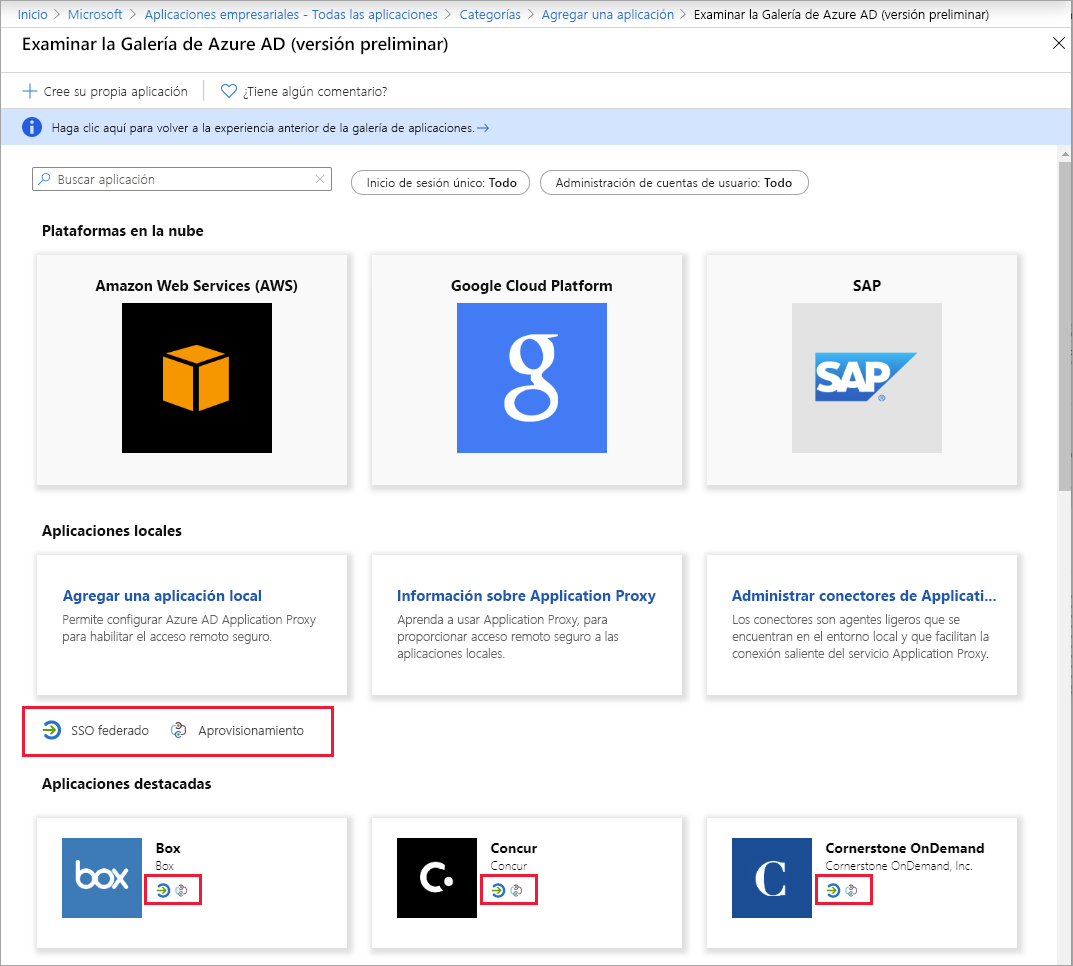 Inicio > Microsoft > Aplicaciones empresariales - Todas las aplicaciones > Categorías > Agregar una aplicación > Examinar la Galería de Azure AD (versión preliminar)
Examinar la Galería de Azure AD (versión preliminar)
Cree su propia aplicación
¿Tiene algún comentario?
Haga clic aquí para volver a la experiencia anterior de la galería de aplicaciones.→
Buscar aplicación
Inicio de sesión único: Todo
Administración de cuentas de usuario: Todo
Plataformas en la nube
Amazon Web Services (AWS)
Google Cloud Platform
g
SAP
SAP®
Aplicaciones locales
Agregar una aplicación local
Permite configurar Azure AD Application Proxy
para habilitar el acceso remoto seguro.
Información sobre Application Proxy
Aprenda a usar Application Proxy, para
proporcionar acceso remoto seguro a las
aplicaciones locales.
Administrar conectores de Applicati...
Los conectores son agentes ligeros que se
encuentran en el entorno local y que facilitan la
conexión saliente del servicio Application Proxy.
SSO federado
Aprovisionamiento
Aplicaciones destacadas
box
Box
Box
C.
Concur
Concur
C
Cornerstone OnDemand
Cornerstone OnDemand, Inc.